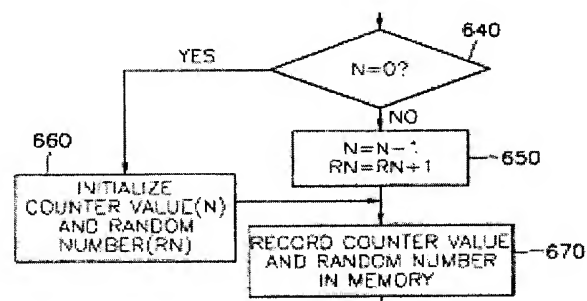 640
YES
N=0?
NO
660
N=N-1
RN=RN+1
650
INITIALIZE
COUNTER VALUE(N)
AND RANDOM
NUMBER(RN)
RECORD COUNTER VALUE
AND RANDOM NUMBER
IN MEMORY
670